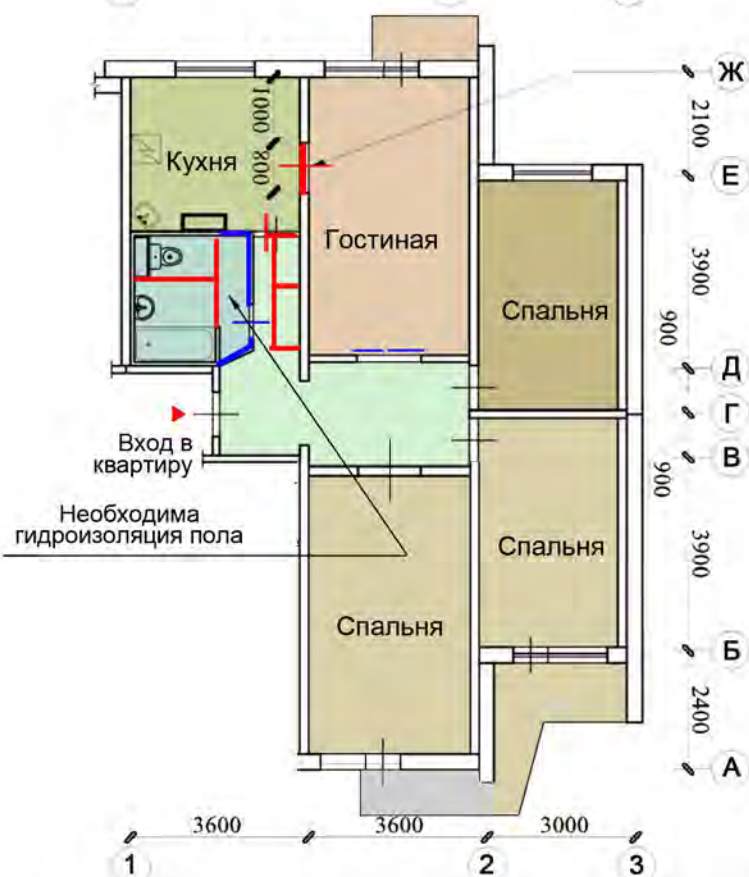 Ж
2100
1000
Кухня
800
Е
Гостиная
3900
Спальня
900
Д
Г
Вход в
квартиру
В
900
Необходима
гидроизоляция пола
Спальня
3900
Спальня
Б
2400
А
3600
3600
3000
1
2
3